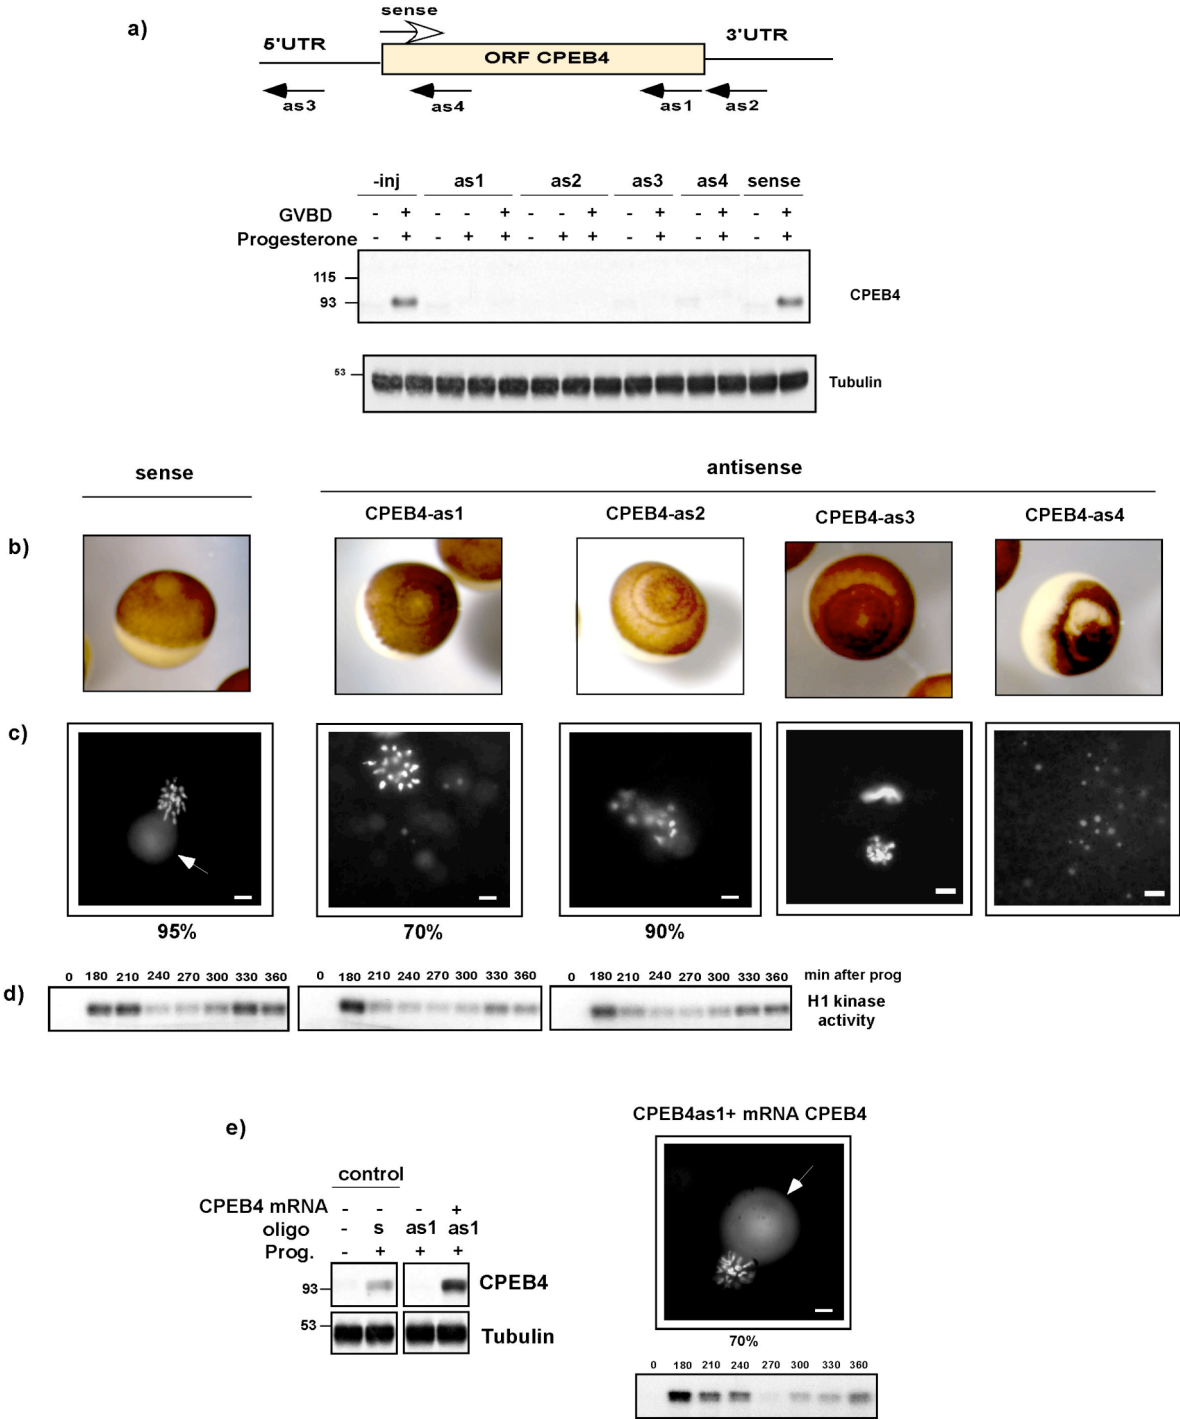 a)
sense
5'UTR
ORF CPEB4
3'UTR
as3
as4
as1
as2
-inj as1 as2 as3 as4 sense
GVBD - + - - + - - + - + - + - +
Progesterone - + - + + - + + - + - + - +
115
93
CPEB4
53
Tubulin
sense
antisense
CPEB4-as1 CPEB4-as2 CPEB4-as3 CPEB4-as4
b)
c)
95% 70% 90%
0 180 210 240 270 300 330 360 0 180 210 240 270 300 330 360 0 180 210 240 270 300 330 360 min after prog
d)
H1 kinase
activity
e)
control
CPEB4 mRNA - - - +
oligo - s as1 as1
Prog. - + + +
93
CPEB4
53
Tubulin
CPEB4as1+ mRNA CPEB4
70%
0 180 210 240 270 300 330 360